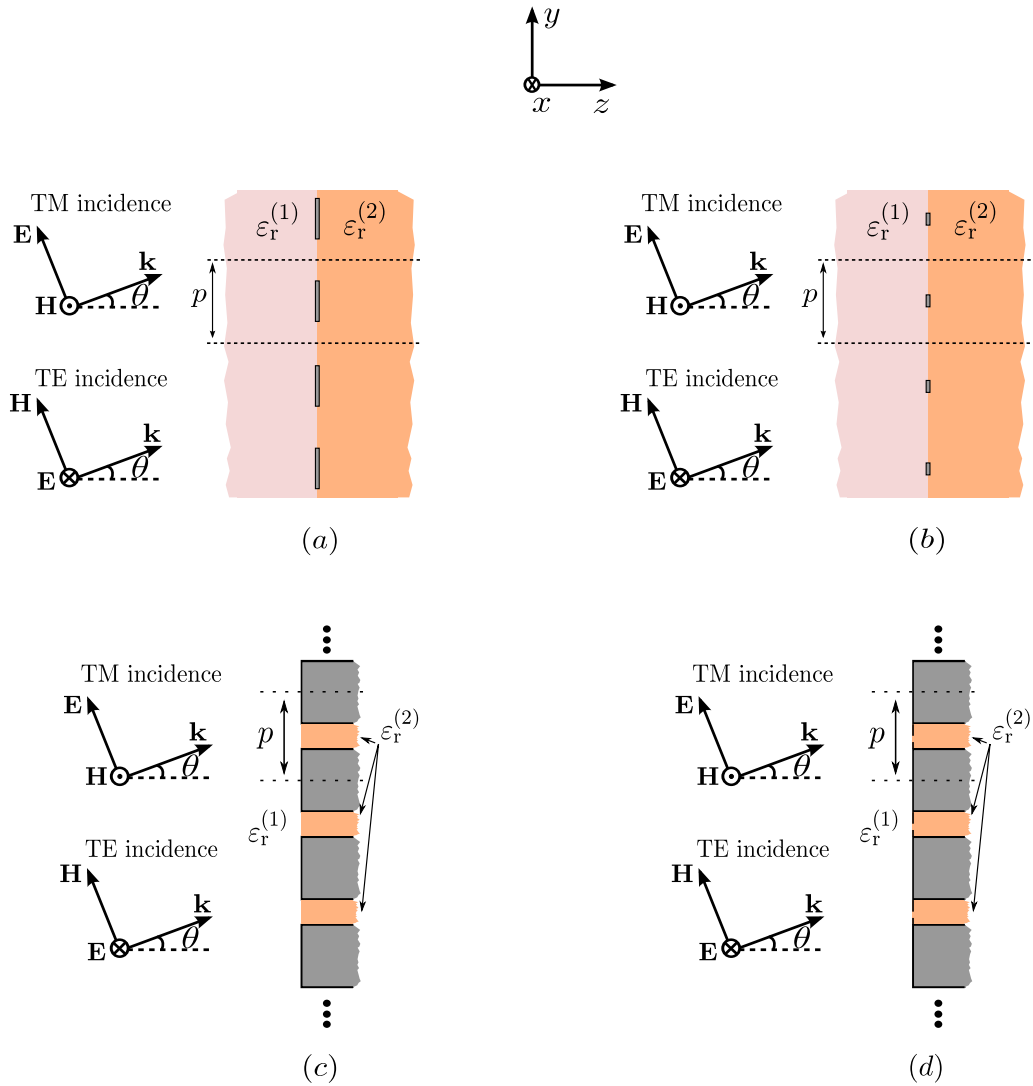 y
x z
TM incidence
E
k
H θ
p
TE incidence
H
k
E θ
ε_r^(1) ε_r^(2)
(a)
TM incidence
E
k
H θ
p
TE incidence
H
k
E θ
ε_r^(1) ε_r^(2)
(b)
TM incidence
E
k
H θ
p
ε_r^(2)
ε_r^(1)
TE incidence
H
k
E θ
(c)
TM incidence
E
k
H θ
p
ε_r^(2)
ε_r^(1)
TE incidence
H
k
E θ
(d)